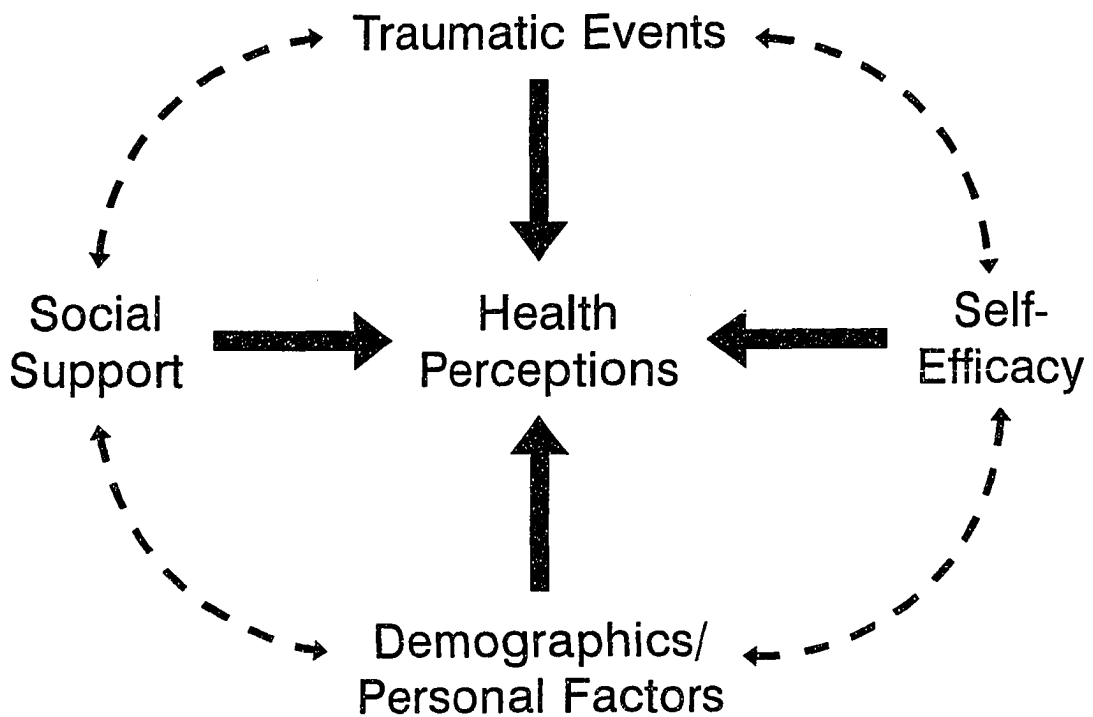 Traumatic Events
Social
Support
Health
Perceptions
Self-
Efficacy
Demographics/
Personal Factors